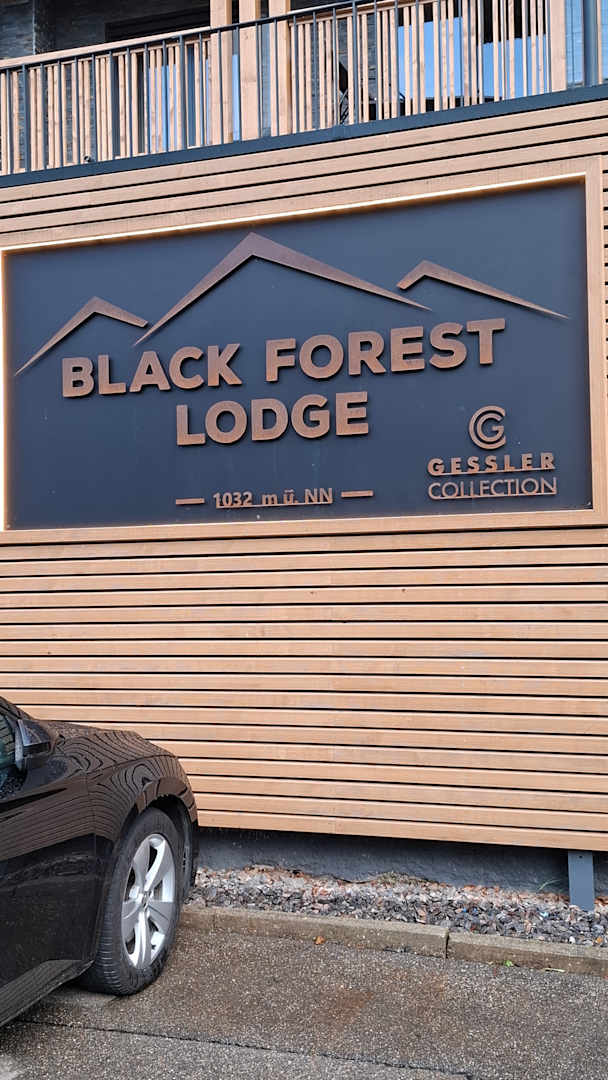 BLACK FOREST
LODGE
1032 m ü. NN
GESSLER
COLLECTION